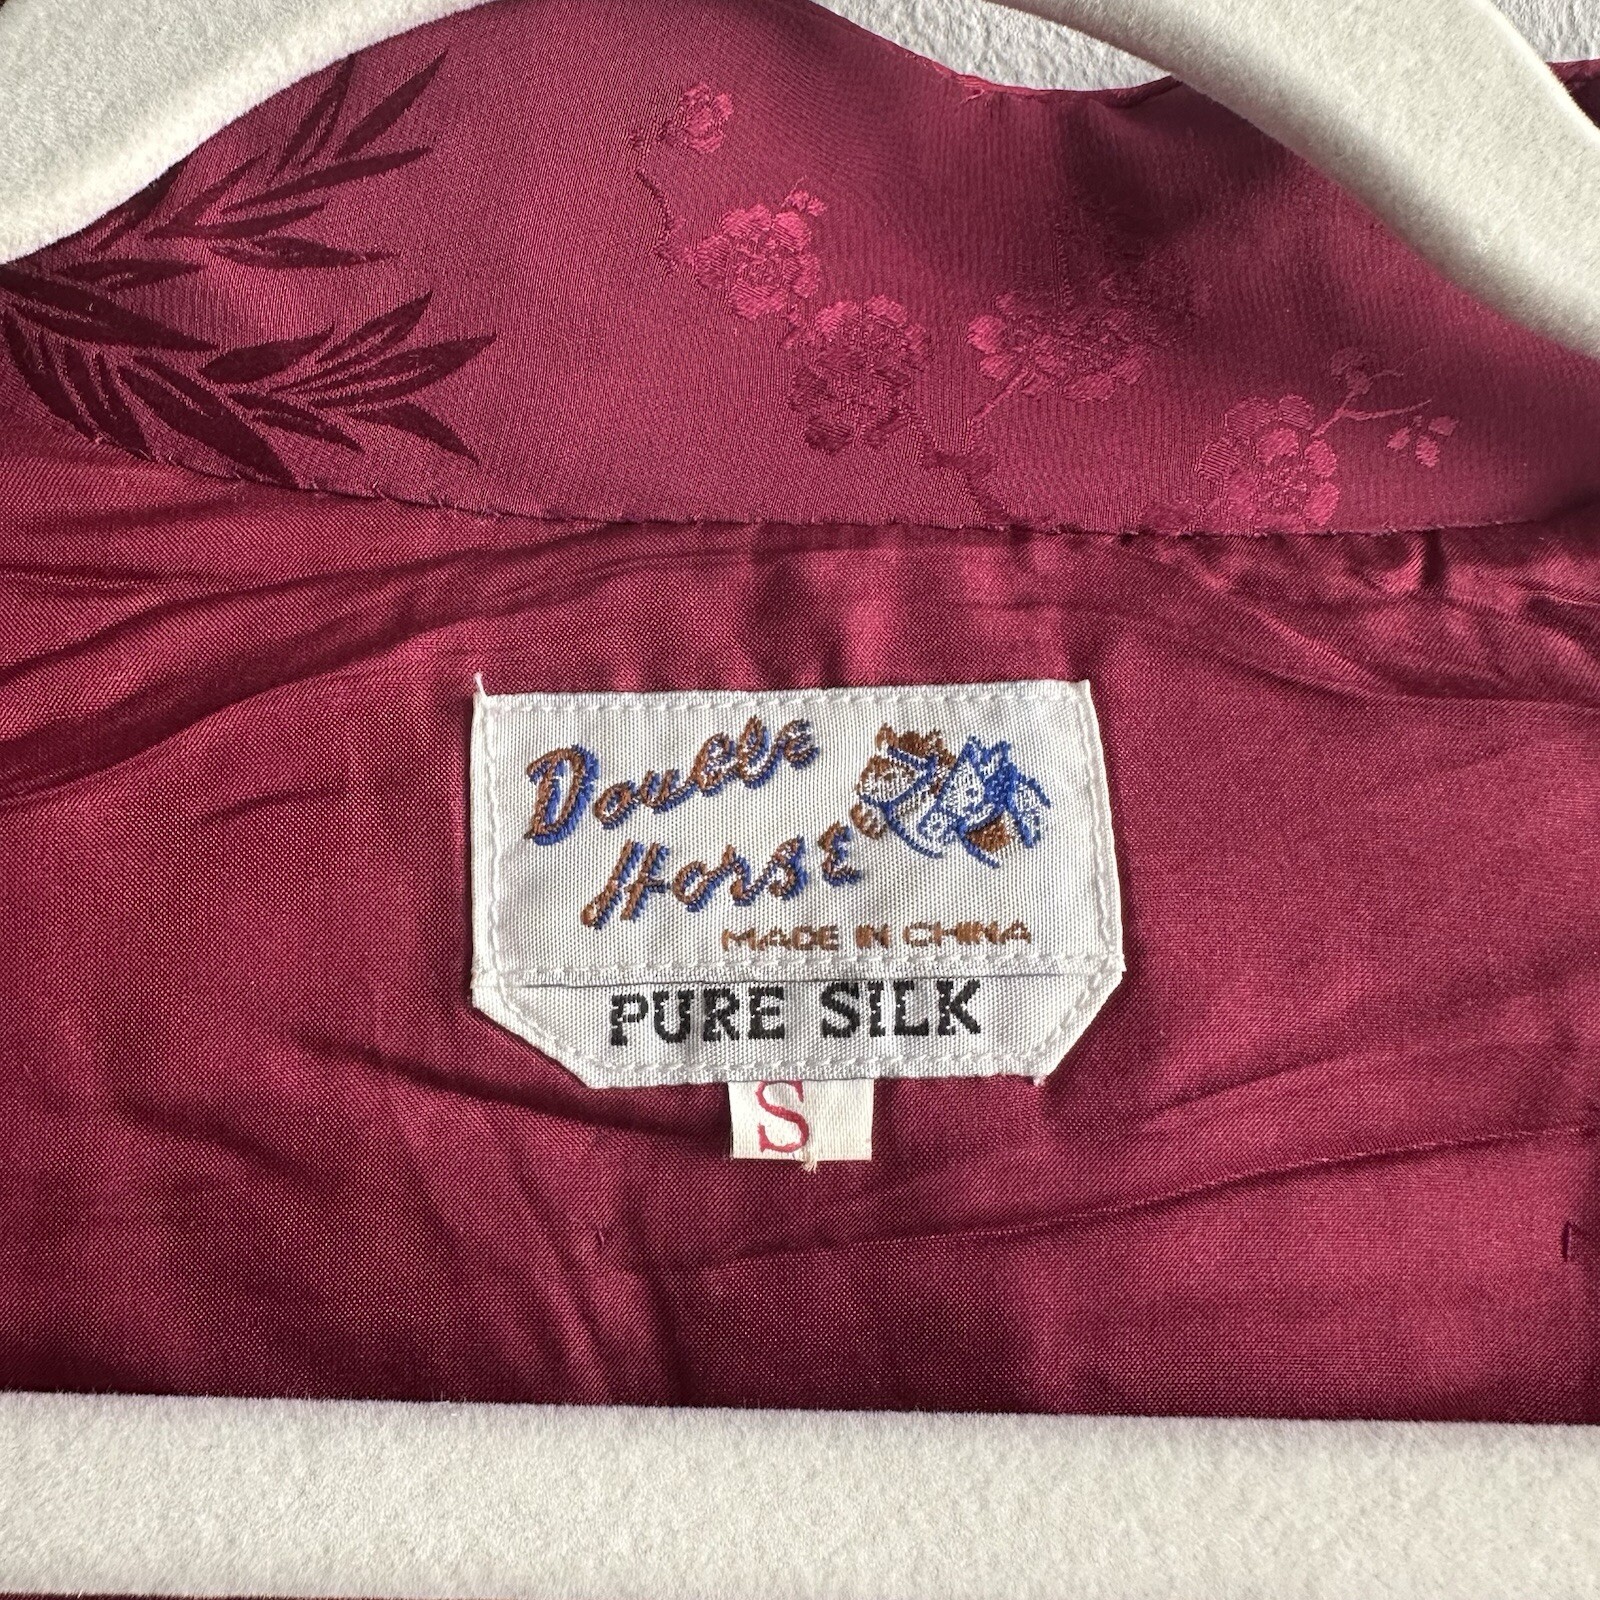 Double
Horse
MADE IN CHINA
PURE SILK
S